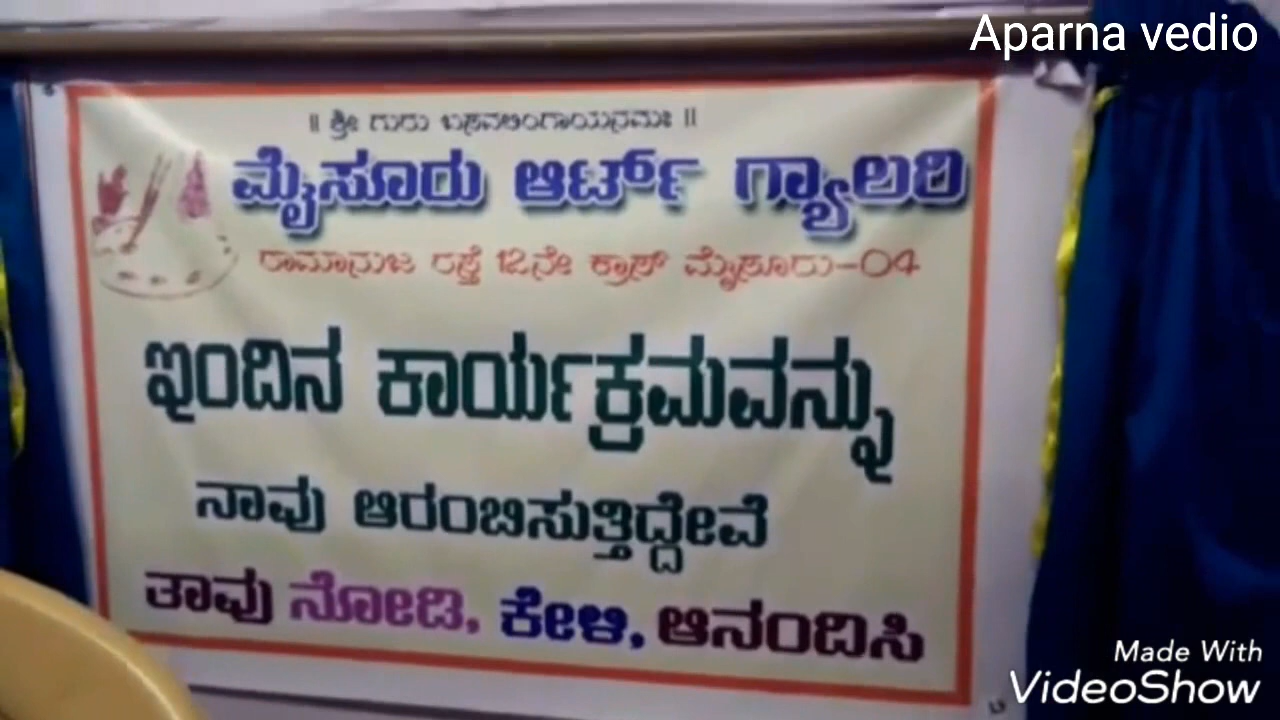 Aparna vedio
॥ ಶ್ರೀ ಗುರು ಬಸವಲಿಂಗಾಯನಮಃ ॥
ಮೈಸೂರು ಆರ್ಟ್ ಗ್ಯಾಲರಿ
ರಾಮಾನುಜ ರಸ್ತೆ 12ನೇ ಕ್ರಾಸ್ ಮೈಸೂರು-04
ಇಂದಿನ ಕಾರ್ಯಕ್ರಮವನ್ನು
ನಾವು ಆರಂಬಿಸುತ್ತಿದ್ದೇವೆ
ತಾವು ನೋಡಿ, ಕೇಳಿ, ಆನಂದಿಸಿ
Made With
VideoShow